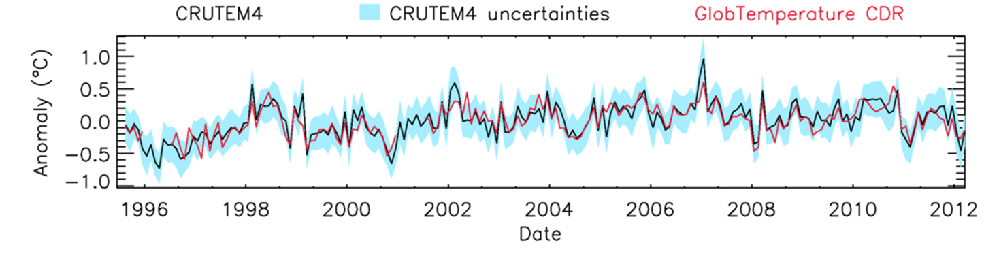 CRUTEM4 CRUTEM4 uncertainties GlobTemperature CDR
Anomaly (°C)
1.0
0.5
0.0
−0.5
−1.0
1996 1998 2000 2002 2004 2006 2008 2010 2012
Date